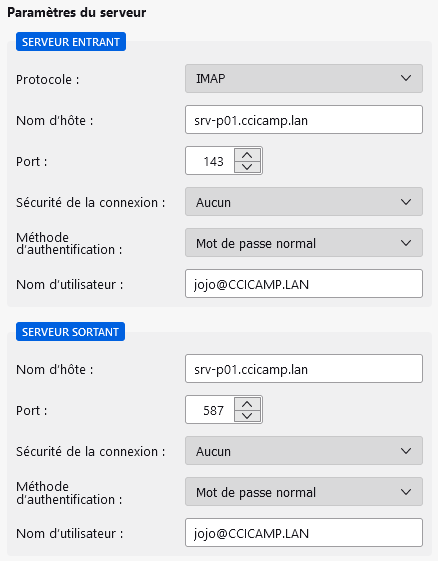 Paramètres du serveur
SERVEUR ENTRANT
Protocole :
IMAP
Nom d'hôte :
srv-p01.ccicamp.lan
Port :
143
Sécurité de la connexion :
Aucun
Méthode
d'authentification :
Mot de passe normal
Nom d'utilisateur :
jojo@CCICAMP.LAN
SERVEUR SORTANT
Nom d'hôte :
srv-p01.ccicamp.lan
Port :
587
Sécurité de la connexion :
Aucun
Méthode
d'authentification :
Mot de passe normal
Nom d'utilisateur :
jojo@CCICAMP.LAN